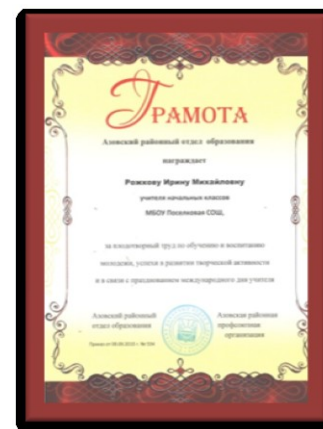 ГРАМОТА
Азовский районный отдел образования
награждает
Рожкову Ирину Михайловну
учителя начальных классов
МБОУ Поселковая СОШ,
за плодотворный труд по обучению и воспитанию
молодежи, успехи в развитии творческой активности
и в связи с празднованием международного дня учителя
Азовский районный
отдел образования
Азовская районная
профсоюзная
организация